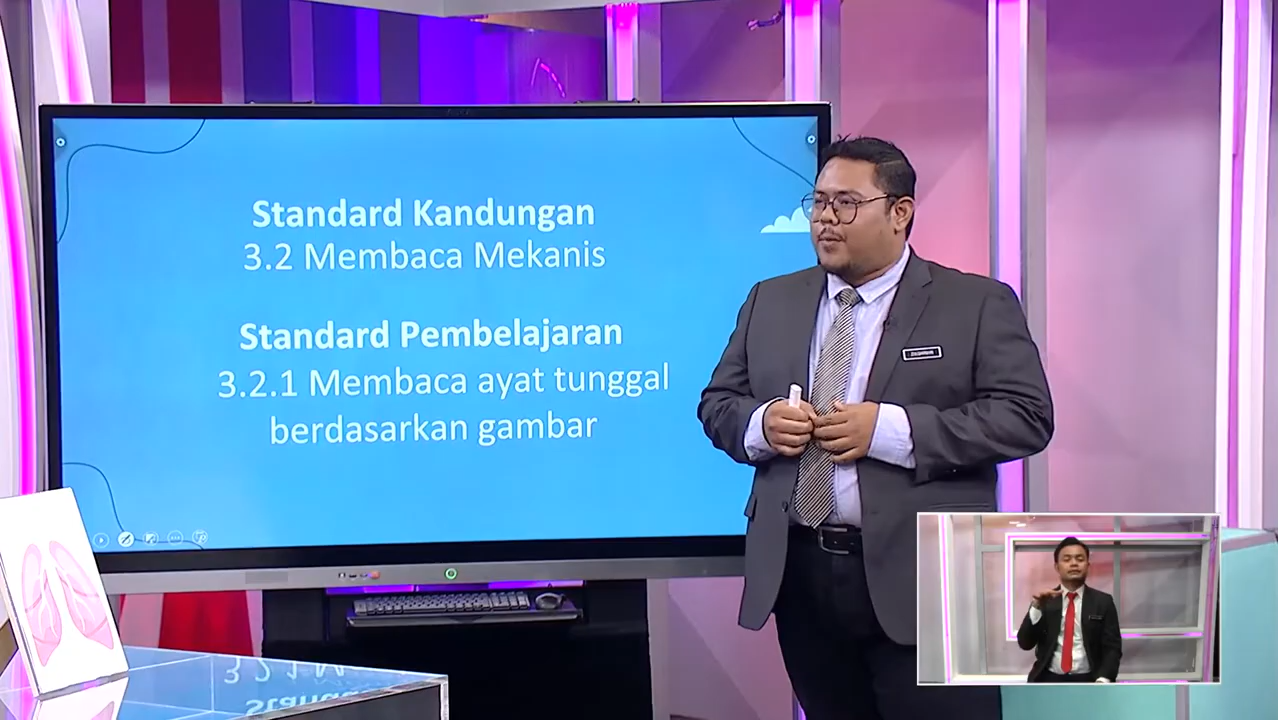 Standard Kandungan
3.2 Membaca Mekanis
Standard Pembelajaran
3.2.1 Membaca ayat tunggal
berdasarkan gambar